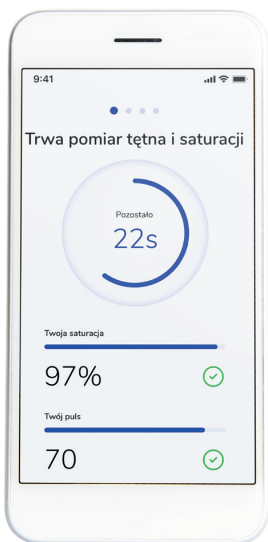 9:41
Trwa pomiar tętna i saturacji
Pozostało
22s
Twoja saturacja
97%
Twój puls
70